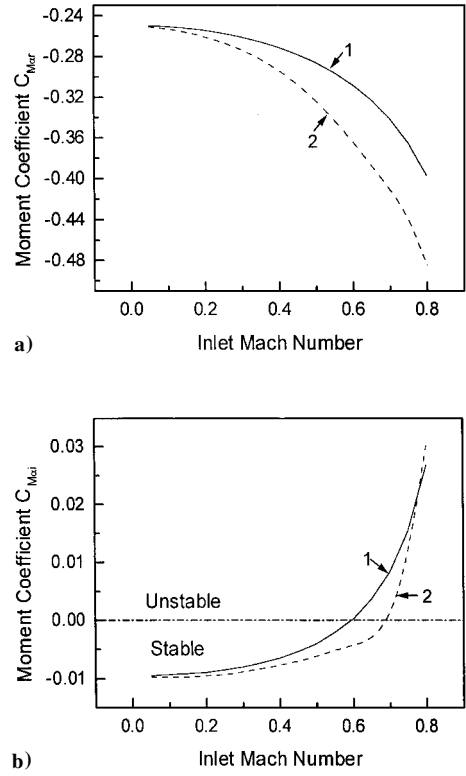 Moment Coefficient C_Mαr
-0.24
-0.28
-0.32
-0.36
-0.40
-0.44
-0.48
1
2
0.0 0.2 0.4 0.6 0.8
Inlet Mach Number
a)
Moment Coefficient C_Mαi
0.03
0.02
0.01
0.00
-0.01
1
2
Unstable
Stable
0.0 0.2 0.4 0.6 0.8
Inlet Mach Number
b)